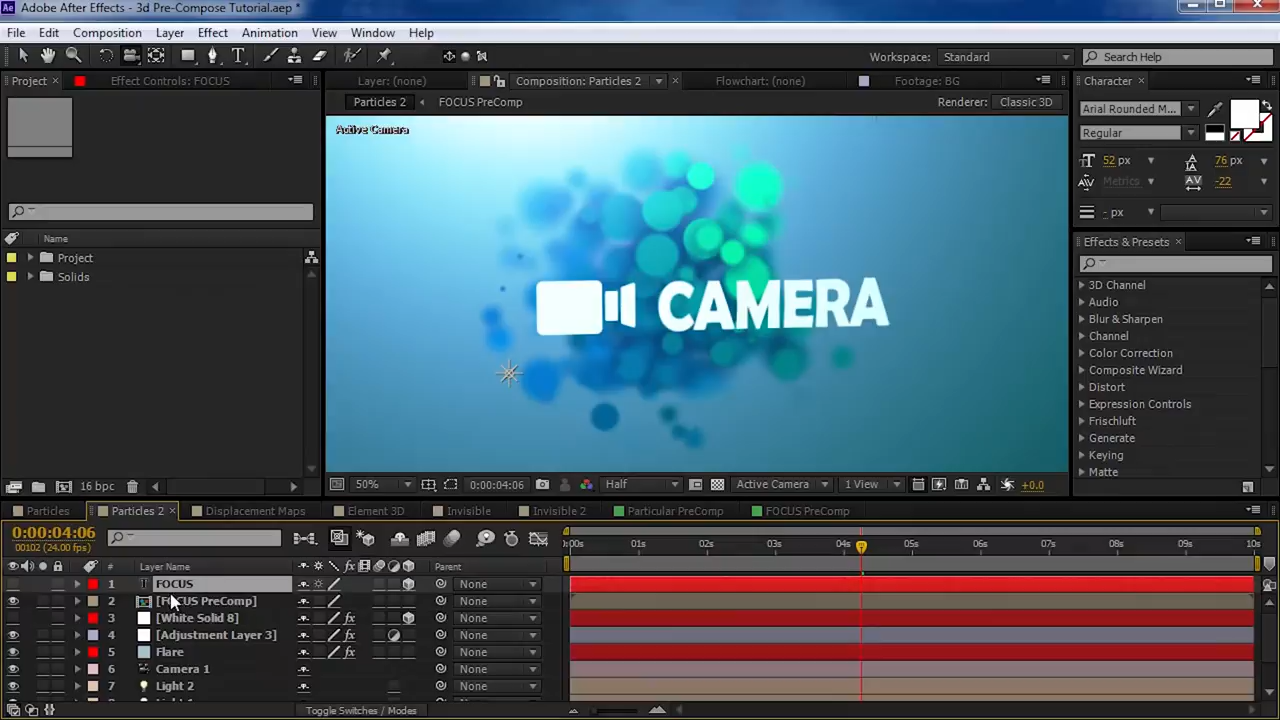 Adobe After Effects - 3d Pre-Compose Tutorial.aep *
File Edit Composition Layer Effect Animation View Window Help
Workspace: Standard Search Help
Project Effect Controls: FOCUS Layer: (none) Composition: Particles 2 Flowchart: (none) Footage: BG Character
Particles 2 FOCUS PreComp Renderer: Classic 3D
Arial Rounded M...
Regular
Active Camera
52 px 76 px
Metrics -22
- px
Name
Project
Solids
CAMERA
Effects & Presets
3D Channel
Audio
Blur & Sharpen
Channel
Color Correction
Composite Wizard
Distort
Expression Controls
Frischluft
Generate
Keying
Matte
16 bpc
50% 0:00:04:06 Half Active Camera 1 View +0.0
Particles Particles 2 Displacement Maps Element 3D Invisible Invisible 2 Particular PreComp FOCUS PreComp
0:00:04:06
00102 (24.00 fps)
:00s 01s 02s 03s 04s 05s 06s 07s 08s 09s 10s
# Layer Name Parent
1 FOCUS None
2 [FOCUS PreComp] None
3 [White Solid 8] None
4 [Adjustment Layer 3] None
5 Flare None
6 Camera 1 None
7 Light 2 None
Toggle Switches / Modes